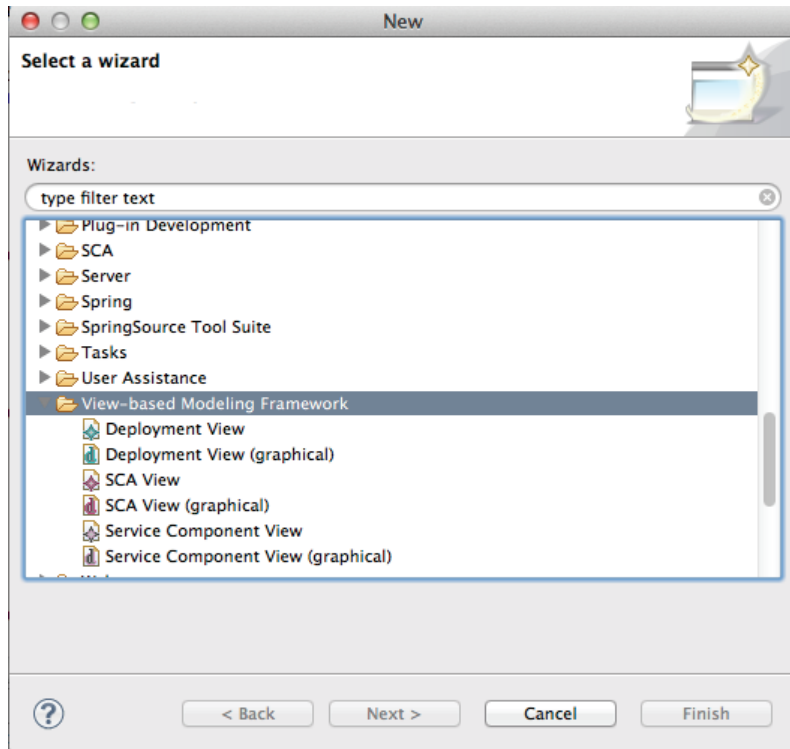 New
Select a wizard
Wizards:
type filter text
Plug-in Development
SCA
Server
Spring
SpringSource Tool Suite
Tasks
User Assistance
View-based Modeling Framework
Deployment View
Deployment View (graphical)
SCA View
SCA View (graphical)
Service Component View
Service Component View (graphical)
?
< Back Next > Cancel Finish